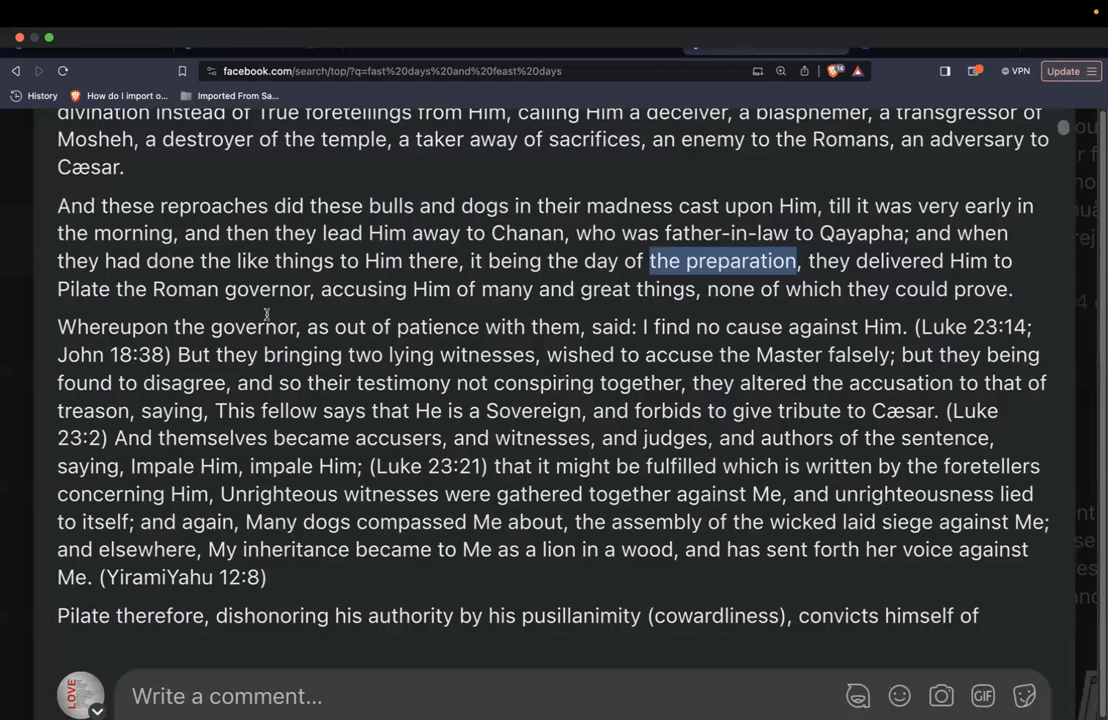 facebook.com/search/top/?q=fast%20days%20and%20feast%20days
VPN
Update
History
How do I import o...
Imported From Sa...
divination instead of True foretellings from Him, calling Him a deceiver, a blasphemer, a transgressor of
Mosheh, a destroyer of the temple, a taker away of sacrifices, an enemy to the Romans, an adversary to
Cæsar.
And these reproaches did these bulls and dogs in their madness cast upon Him, till it was very early in
the morning, and then they lead Him away to Chanan, who was father-in-law to Qayapha; and when
they had done the like things to Him there, it being the day of the preparation, they delivered Him to
Pilate the Roman governor, accusing Him of many and great things, none of which they could prove.
Whereupon the governor, as out of patience with them, said: I find no cause against Him. (Luke 23:14;
John 18:38) But they bringing two lying witnesses, wished to accuse the Master falsely; but they being
found to disagree, and so their testimony not conspiring together, they altered the accusation to that of
treason, saying, This fellow says that He is a Sovereign, and forbids to give tribute to Cæsar. (Luke
23:2) And themselves became accusers, and witnesses, and judges, and authors of the sentence,
saying, Impale Him, impale Him; (Luke 23:21) that it might be fulfilled which is written by the foretellers
concerning Him, Unrighteous witnesses were gathered together against Me, and unrighteousness lied
to itself; and again, Many dogs compassed Me about, the assembly of the wicked laid siege against Me;
and elsewhere, My inheritance became to Me as a lion in a wood, and has sent forth her voice against
Me. (YiramiYahu 12:8)
Pilate therefore, dishonoring his authority by his pusillanimity (cowardliness), convicts himself of
LOVE
Write a comment...
GIF